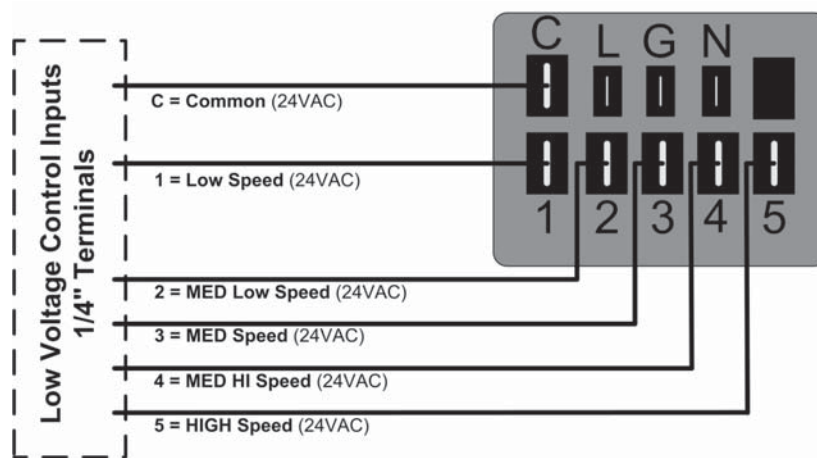 Low Voltage Control Inputs
1/4" Terminals
C L G N
C = Common (24VAC)
1 = Low Speed (24VAC)
1 2 3 4 5
2 = MED Low Speed (24VAC)
3 = MED Speed (24VAC)
4 = MED HI Speed (24VAC)
5 = HIGH Speed (24VAC)